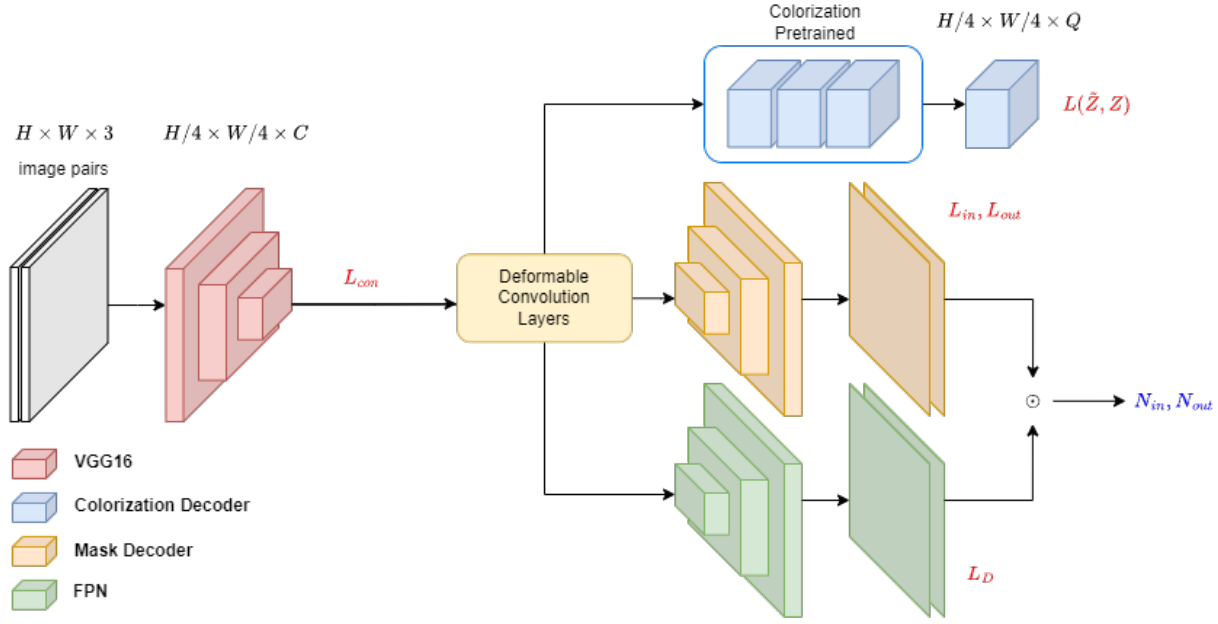 Colorization
Pretrained
H/4 × W/4 × Q
L(Z̃, Z)
H × W × 3
image pairs
H/4 × W/4 × C
L_con
Deformable
Convolution
Layers
L_in, L_out
⊙
N_in, N_out
L_D
VGG16
Colorization Decoder
Mask Decoder
FPN